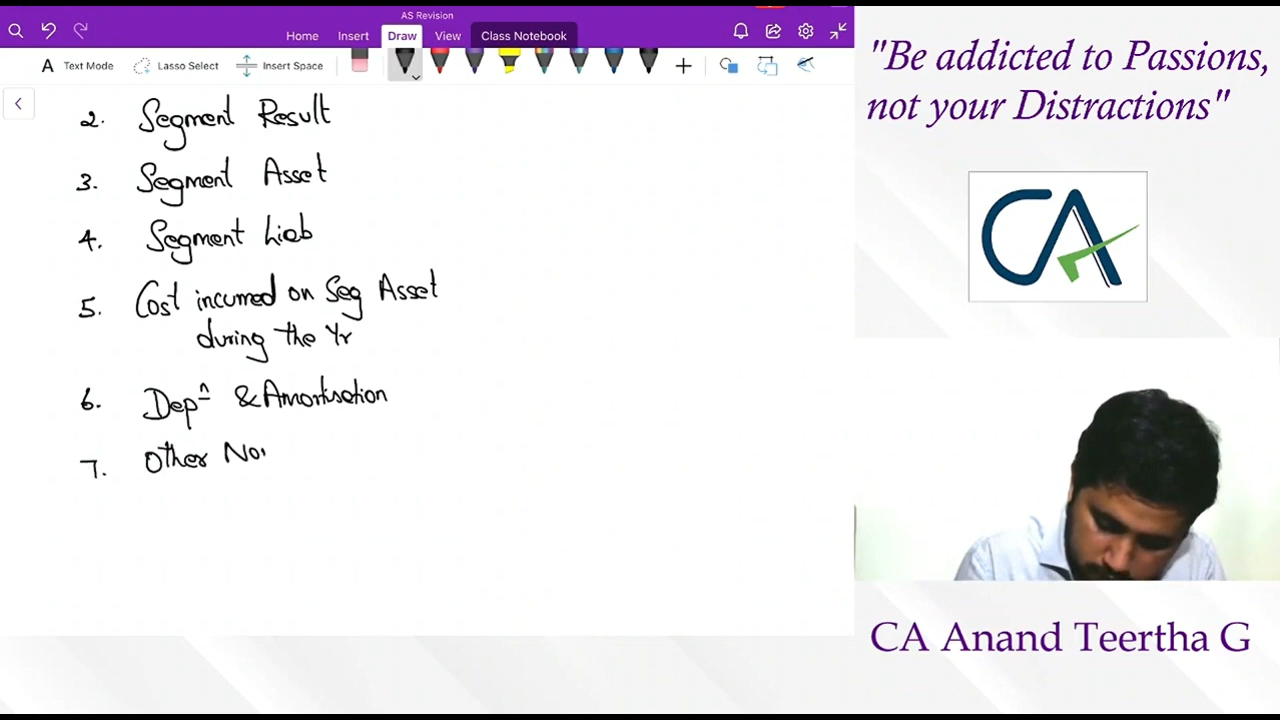 AS Revision
Home Insert Draw View Class Notebook
A Text Mode Lasso Select Insert Space
2. Segment Result
3. Segment Asset
4. Segment Liab
5. Cost incurred on Seg Asset
during the Yr
6. Depn & Amortisation
7. Other No
"Be addicted to Passions,
not your Distractions"
CA
CA Anand Teertha G